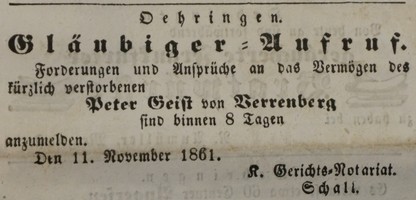 Oehringen.
Gläubiger-Aufruf.
Forderungen und Ansprüche an das Vermögen des
kürzlich verstorbenen
Peter Geist von Verrenberg
sind binnen 8 Tagen
anzumelden.
Den 11. November 1861.
K. Gerichts-Notariat.
Schall.